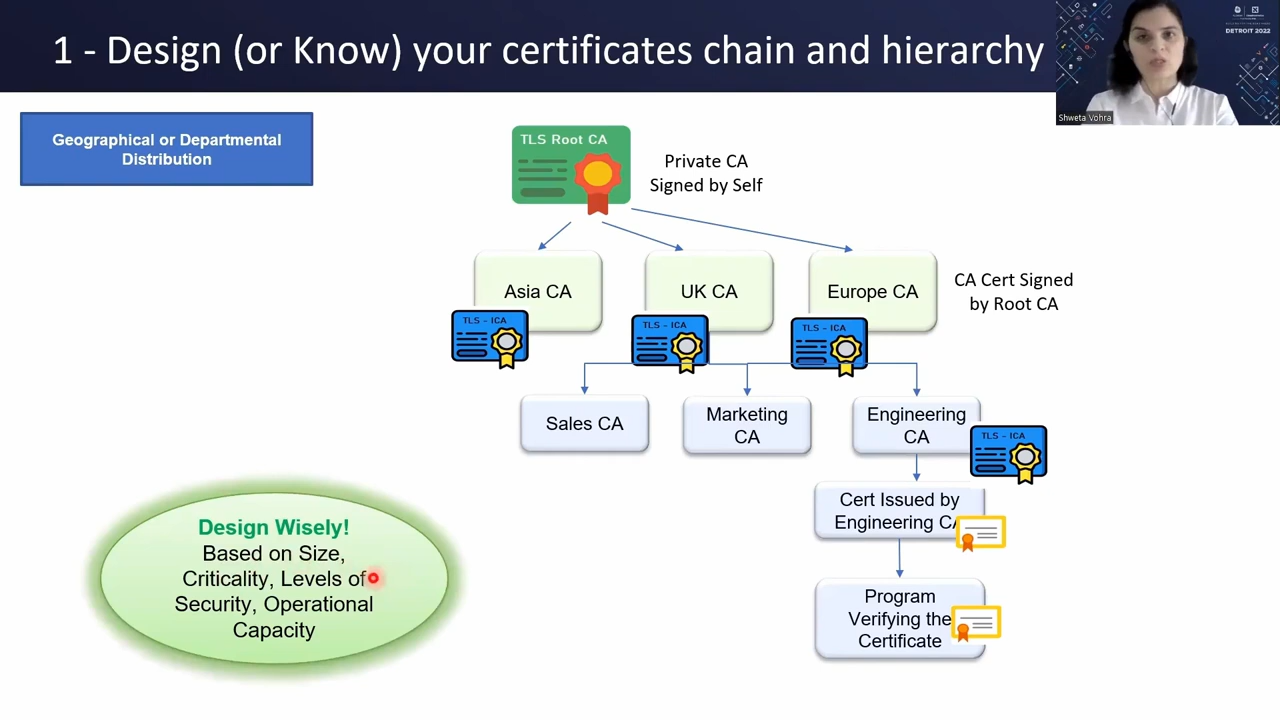 1 - Design (or Know) your certificates chain and hierarchy
DETROIT 2022
Shweta Vohra
Geographical or Departmental
Distribution
TLS Root CA
Private CA
Signed by Self
Asia CA
UK CA
Europe CA
CA Cert Signed
by Root CA
TLS – ICA
TLS – ICA
TLS – ICA
Sales CA
Marketing
CA
Engineering
CA
TLS – ICA
Cert Issued by
Engineering CA
Program
Verifying the
Certificate
Design Wisely!
Based on Size,
Criticality, Levels of
Security, Operational
Capacity